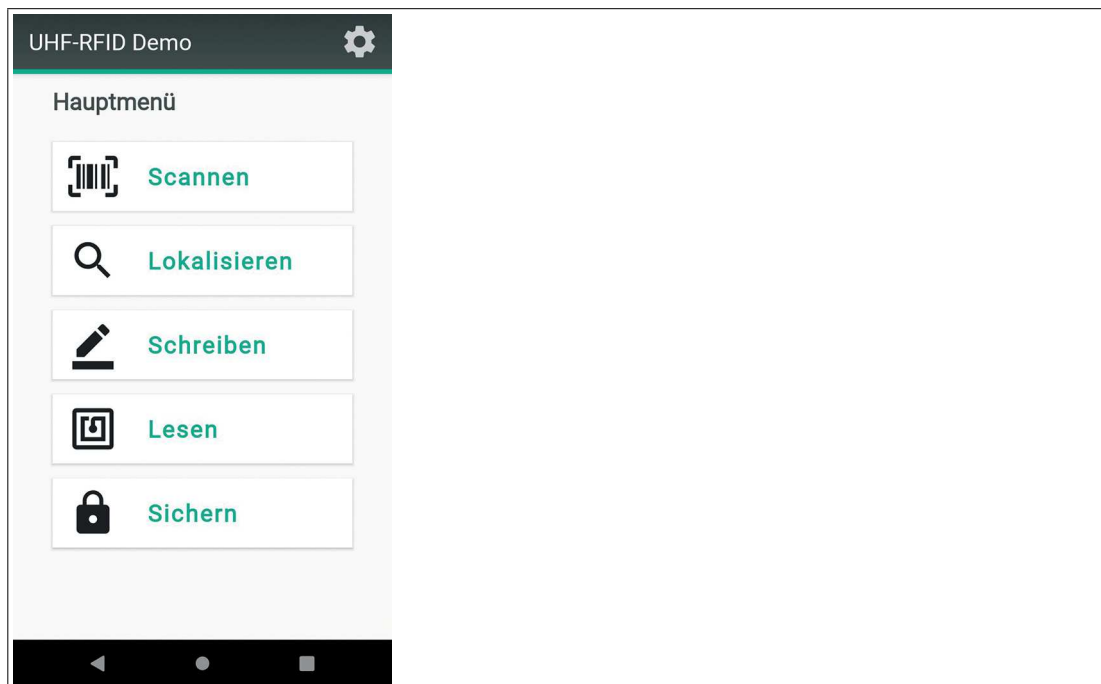 UHF-RFID Demo
Hauptmenü
Scannen
Lokalisieren
Schreiben
Lesen
Sichern